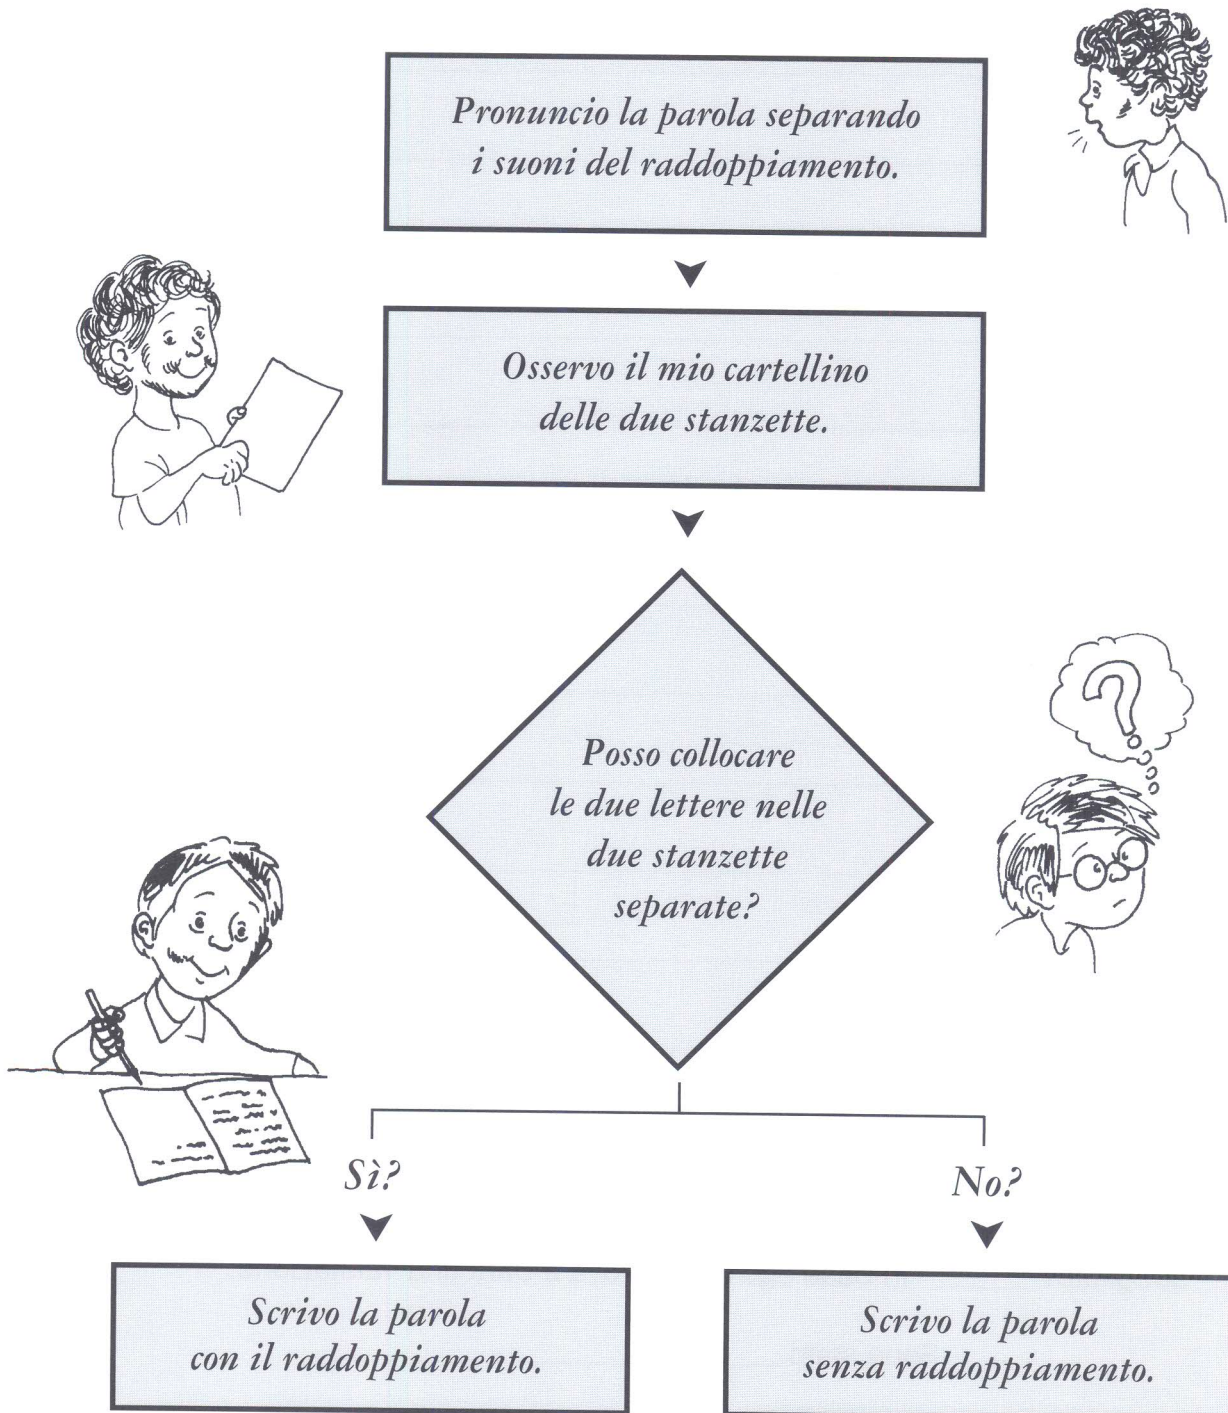 Pronuncio la parola separando
i suoni del raddoppiamento.
Osservo il mio cartellino
delle due stanzette.
Posso collocare
le due lettere nelle
due stanzette
separate?
Sì?
No?
Scrivo la parola
con il raddoppiamento.
Scrivo la parola
senza raddoppiamento.